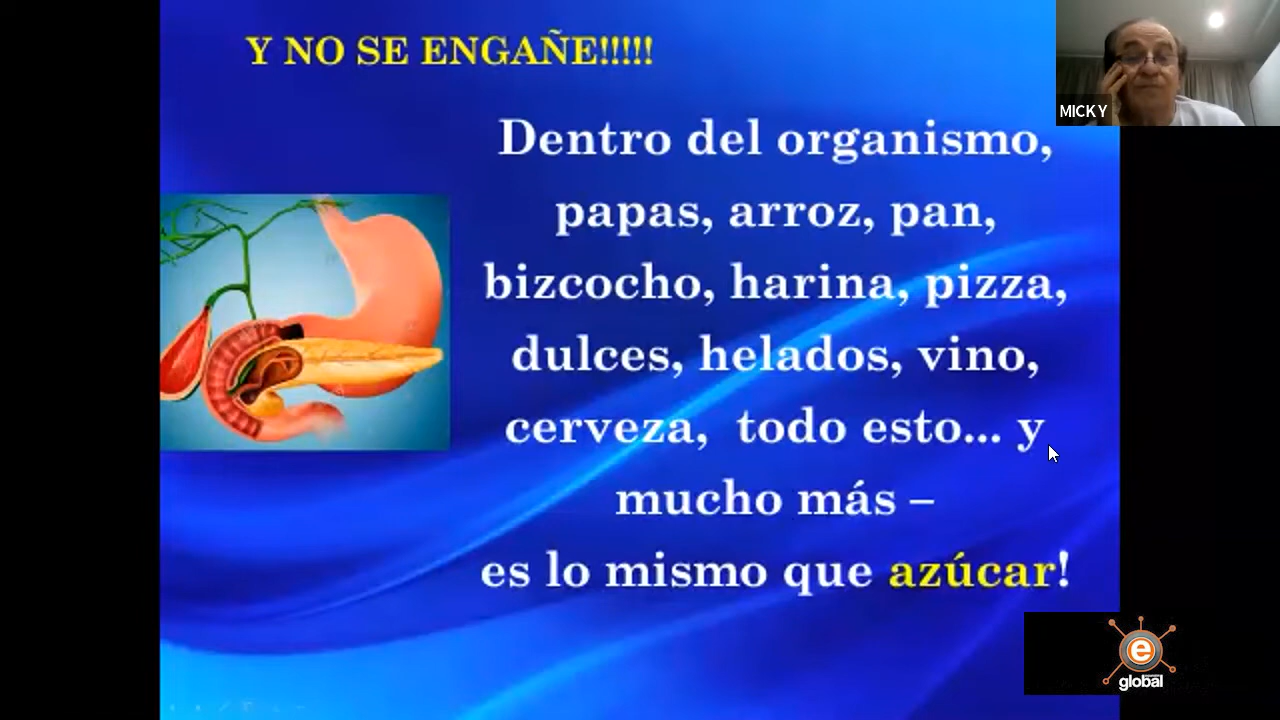 Y NO SE ENGAÑE!!!!!
MICKY
Dentro del organismo,
papas, arroz, pan,
bizcocho, harina, pizza,
dulces, helados, vino,
cerveza, todo esto... y
mucho más –
es lo mismo que azúcar!
e
global